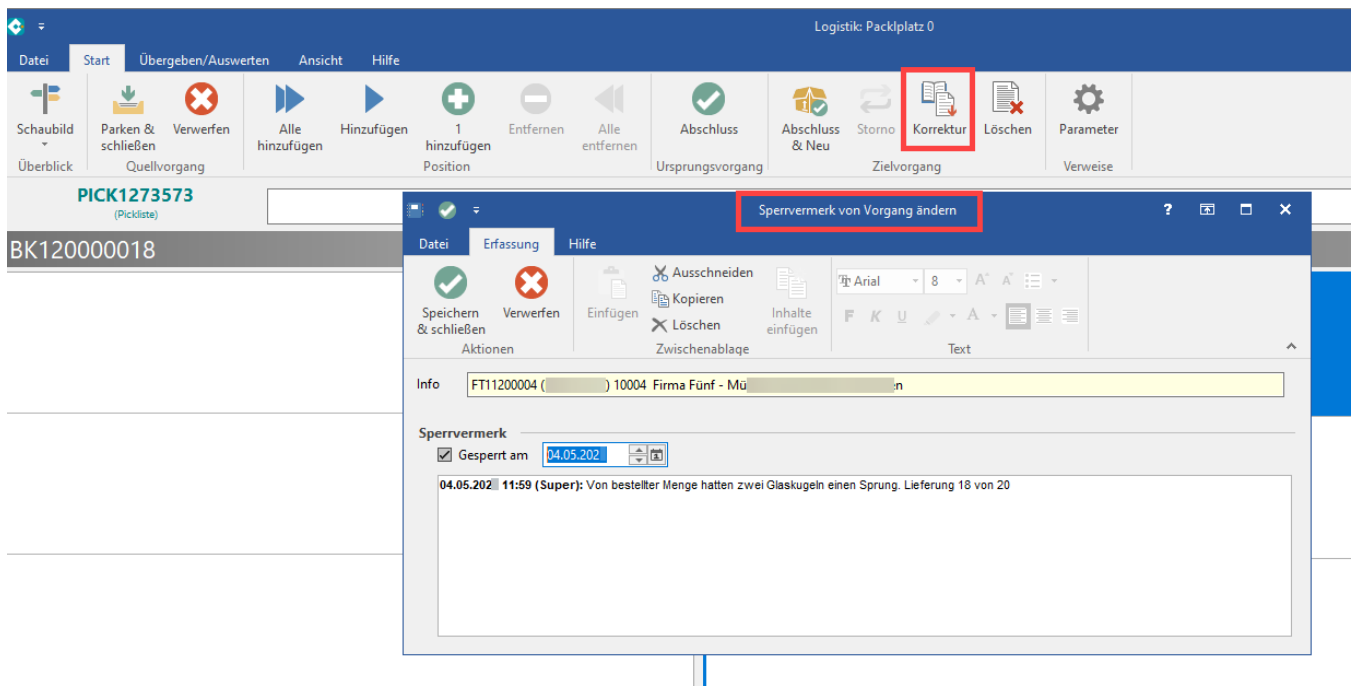 Logistik: Packlplatz 0
Datei Start Übergeben/Auswerten Ansicht Hilfe
Schaubild Parken & schließen Verwerfen Alle hinzufügen Hinzufügen 1 hinzufügen Entfernen Alle entfernen Abschluss Abschluss & Neu Storno Korrektur Löschen Parameter
Überblick Quellvorgang Position Ursprungsvorgang Zielvorgang Verweise
PICK1273573
(Pickliste)
BK120000018
Sperrvermerk von Vorgang ändern ?
Datei Erfassung Hilfe
Speichern & schließen Verwerfen Einfügen Ausschneiden Kopieren Löschen Inhalte einfügen Arial 8 A A
F K U A
Aktionen Zwischenablage Text
Info FT11200004 ( ) 10004 Firma Fünf - Mü n
Sperrvermerk
Gesperrt am 04.05.202
04.05.202 11:59 (Super): Von bestellter Menge hatten zwei Glaskugeln einen Sprung. Lieferung 18 von 20